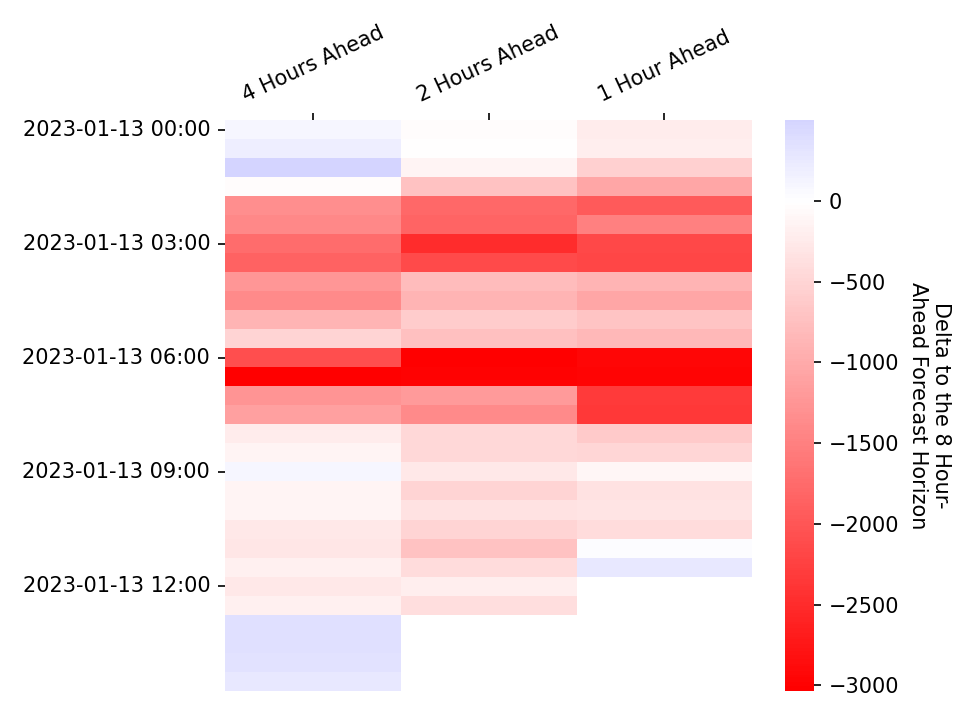 4 Hours Ahead
2 Hours Ahead
1 Hour Ahead
2023-01-13 00:00
2023-01-13 03:00
2023-01-13 06:00
2023-01-13 09:00
2023-01-13 12:00
0
−500
−1000
−1500
−2000
−2500
−3000
Delta to the 8 Hour-
Ahead Forecast Horizon